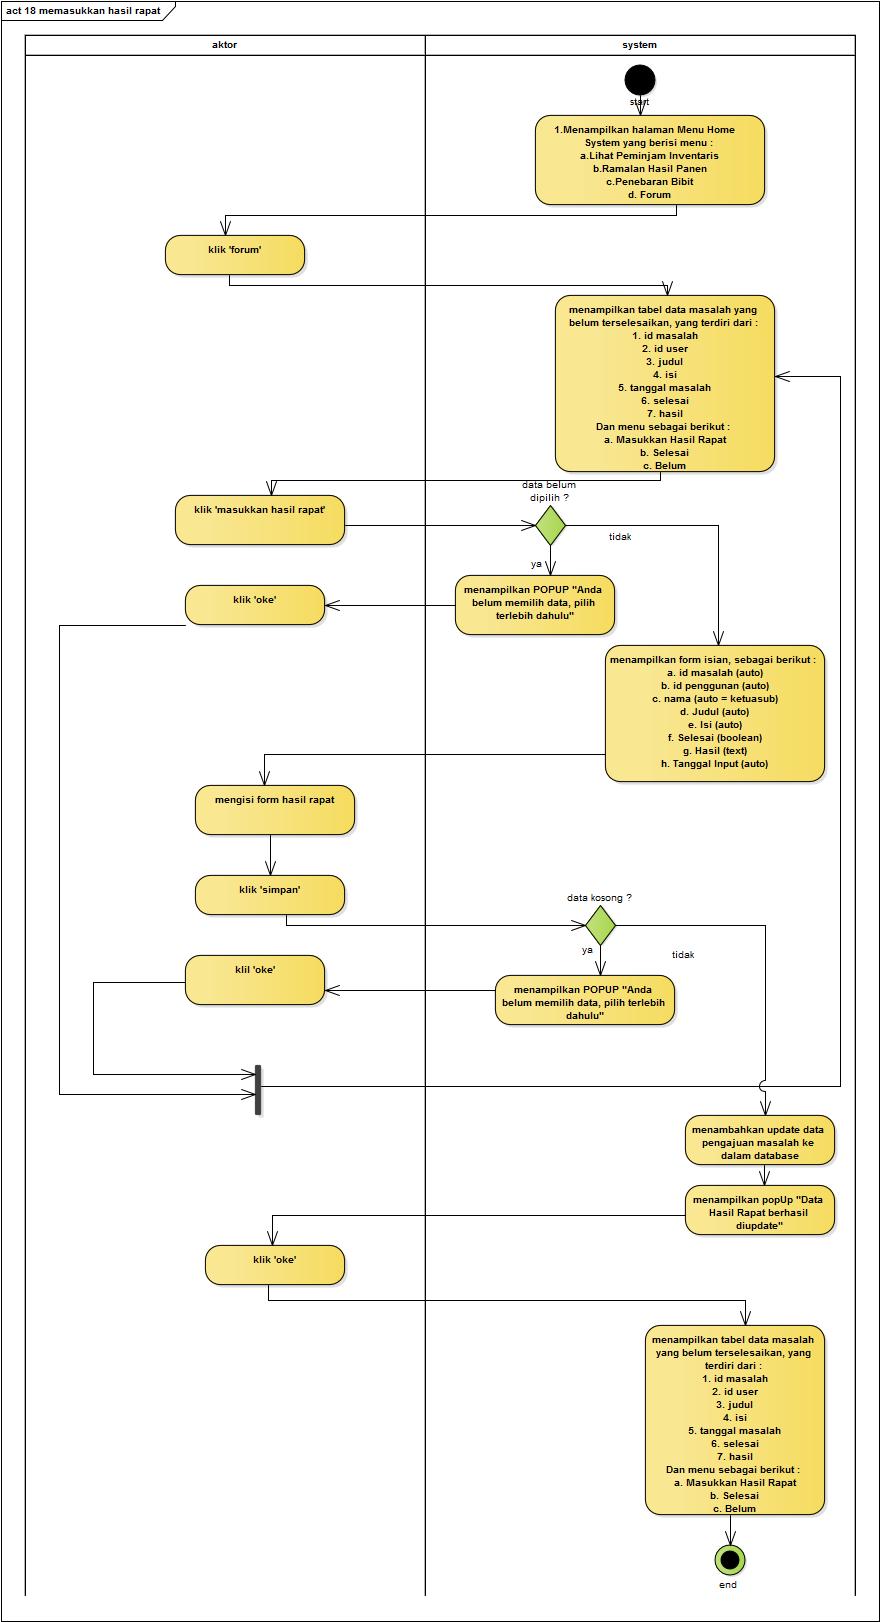 act 18 memasukkan hasil rapat
aktor
system
start
1.Menampilkan halaman Menu Home
System yang berisi menu :
a.Lihat Peminjam Inventaris
b.Ramalan Hasil Panen
c.Penebaran Bibit
d. Forum
klik 'forum'
menampilkan tabel data masalah yang
belum terselesaikan, yang terdiri dari :
1. id masalah
2. id user
3. judul
4. isi
5. tanggal masalah
6. selesai
7. hasil
Dan menu sebagai berikut :
a. Masukkan Hasil Rapat
b. Selesai
c. Belum
klik 'masukkan hasil rapat'
data belum
dipilih ?
tidak
ya
menampilkan POPUP "Anda
belum memilih data, pilih
terlebih dahulu"
klik 'oke'
menampilkan form isian, sebagai berikut :
a. id masalah (auto)
b. id penggunan (auto)
c. nama (auto = ketuasub)
d. Judul (auto)
e. Isi (auto)
f. Selesai (boolean)
g. Hasil (text)
h. Tanggal Input (auto)
mengisi form hasil rapat
klik 'simpan'
data kosong ?
ya
tidak
klil 'oke'
menampilkan POPUP "Anda
belum memilih data, pilih terlebih
dahulu"
menambahkan update data
pengajuan masalah ke
dalam database
menampilkan popUp "Data
Hasil Rapat berhasil
diupdate"
klik 'oke'
menampilkan tabel data masalah
yang belum terselesaikan, yang
terdiri dari :
1. id masalah
2. id user
3. judul
4. isi
5. tanggal masalah
6. selesai
7. hasil
Dan menu sebagai berikut :
a. Masukkan Hasil Rapat
b. Selesai
c. Belum
end